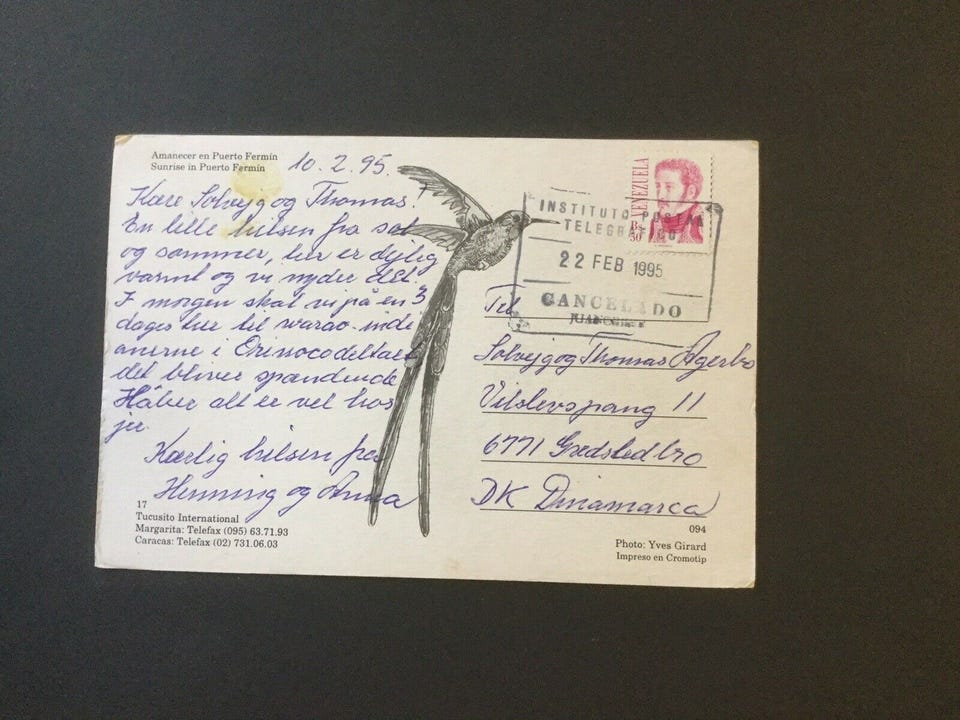 Amanecer en Puerto Fermín
Sunrise in Puerto Fermín
10.2.95.
Kære Solvejg og Thomas!
En lille hilsen fra sol
og sommer, her er dejlig
varmt og vi nyder det.
I morgen skal vi på en 3
dages tur til warao-indi
anerne i Orinocodeltaet
det bliver spændende
Håber alt er vel hos
jer.
Kærlig hilsen fra
Henning og Anna
17
Tucusito International
Margarita: Telefax (095) 63.71.93
Caracas: Telefax (02) 731.06.03
VENEZUELA
Bs
50
INSTITUTO POSTAL
TELEGRAFICO
22 FEB 1995
CANCELADO
Til
Solvejg og Thomas Agerbo
Vilslevspang 11
6771 Gredstedbro
DK Dinamarca
094
Photo: Yves Girard
Impreso en Cromotip